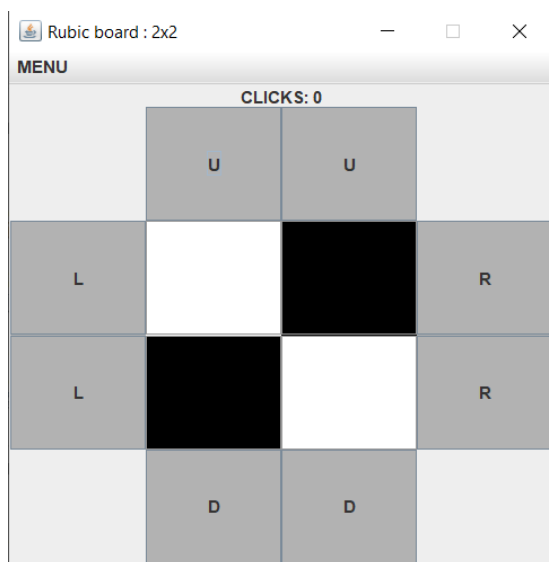 Rubic board : 2x2
MENU
CLICKS: 0
U U
L R
L R
D D